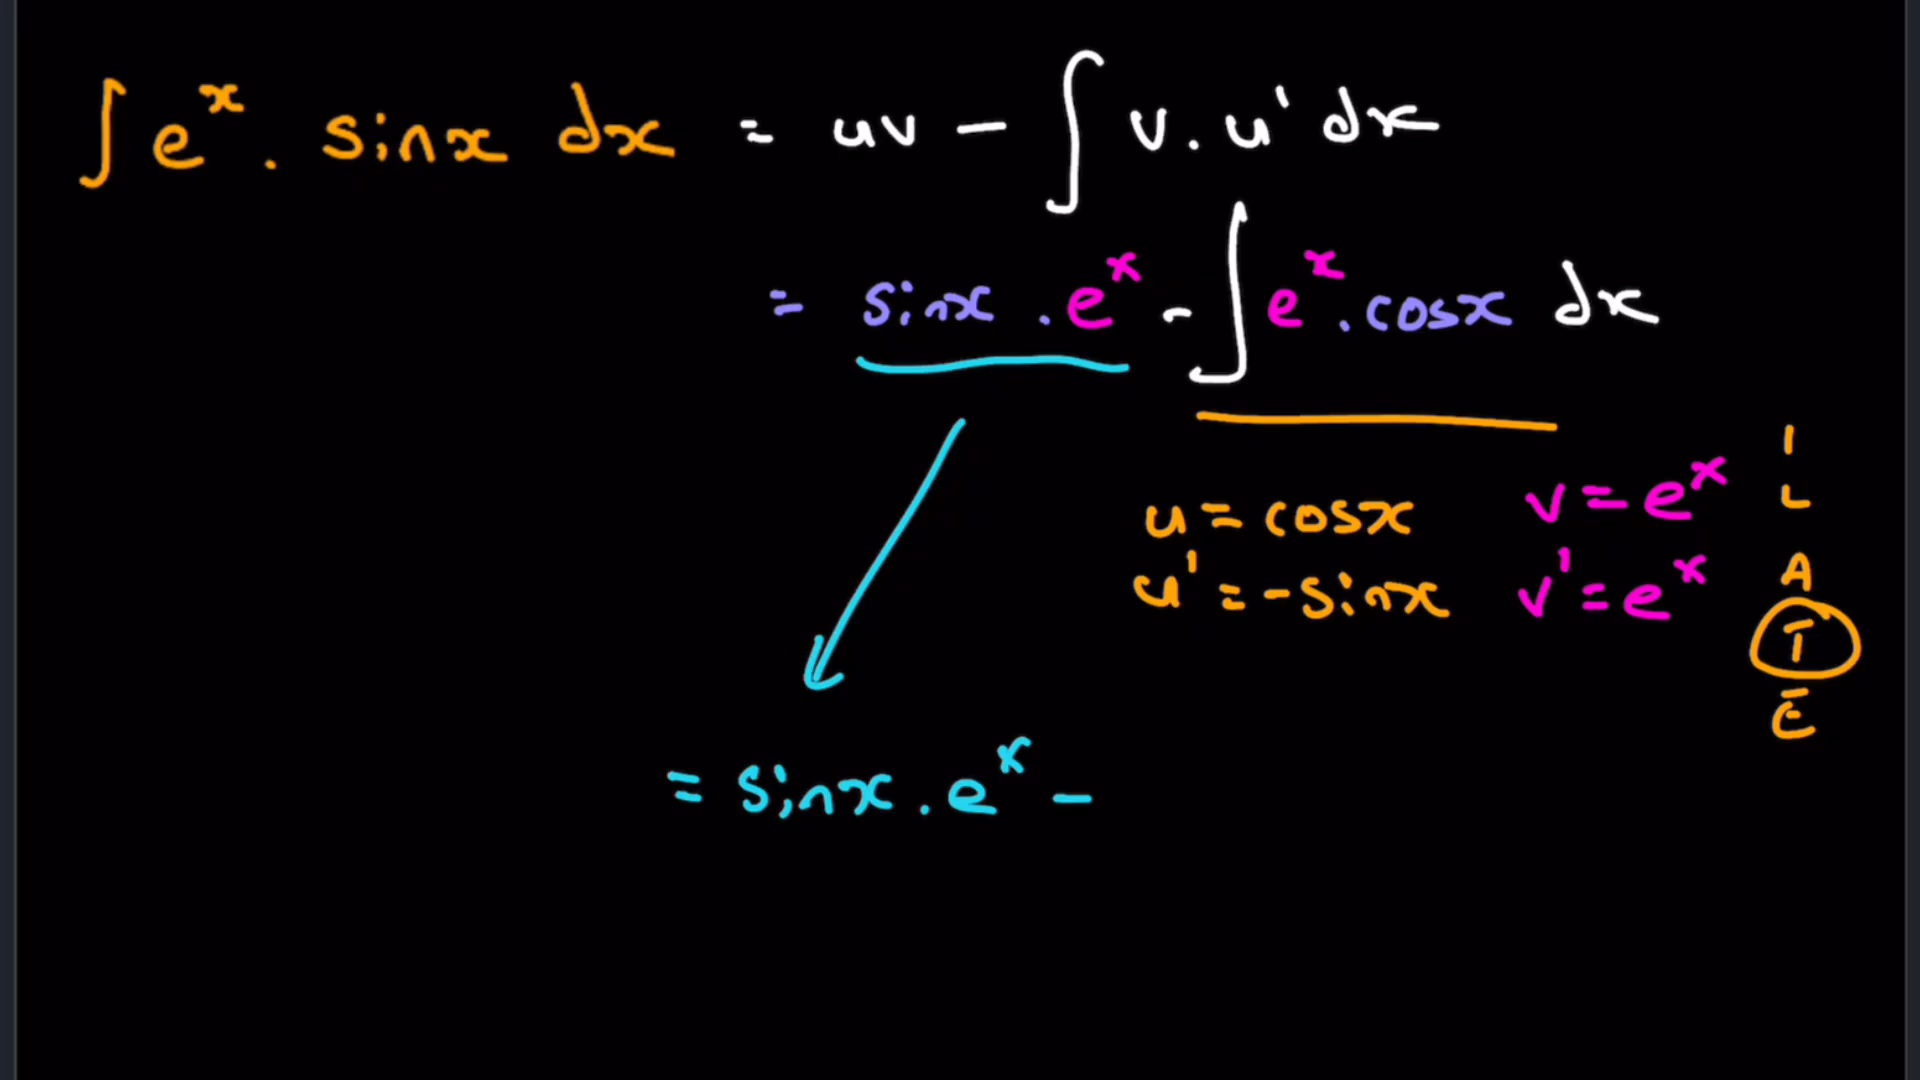 ∫ eˣ . sinx dx = uv - ∫ v . u' dx
= sinx . eˣ - ∫ eˣ . cosx dx
u = cosx v = eˣ
u' = -sinx v' = eˣ
I
L
A
T
E
= sinx . eˣ -